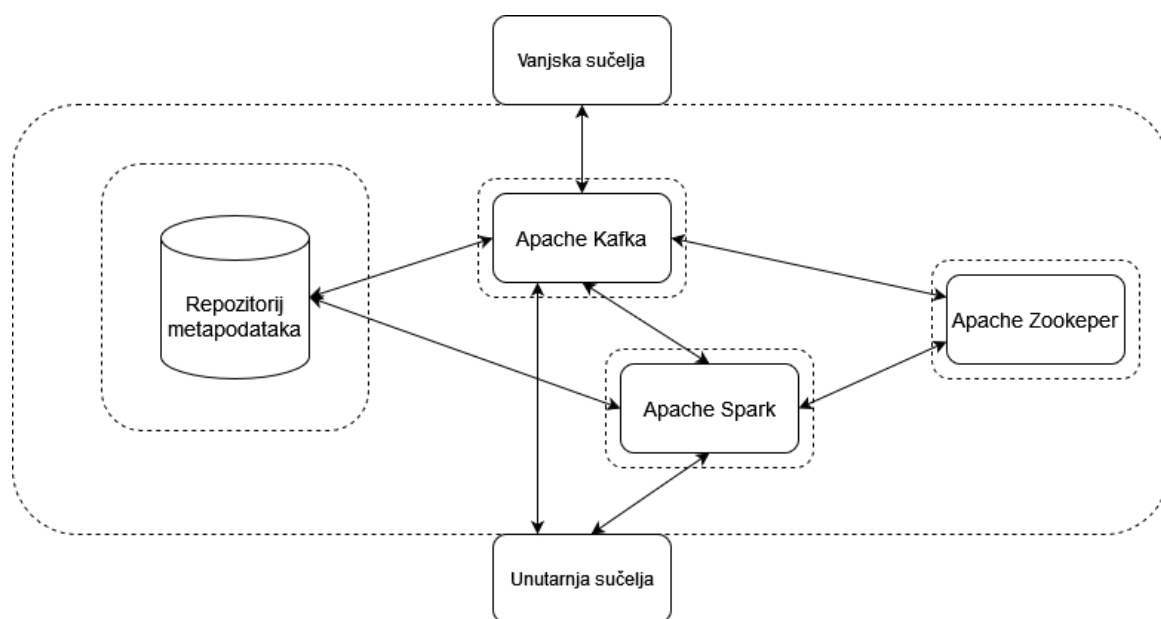 Vanjska sučelja
Apache Kafka
Repozitorij
metapodataka
Apache Zookeper
Apache Spark
Unutarnja sučelja